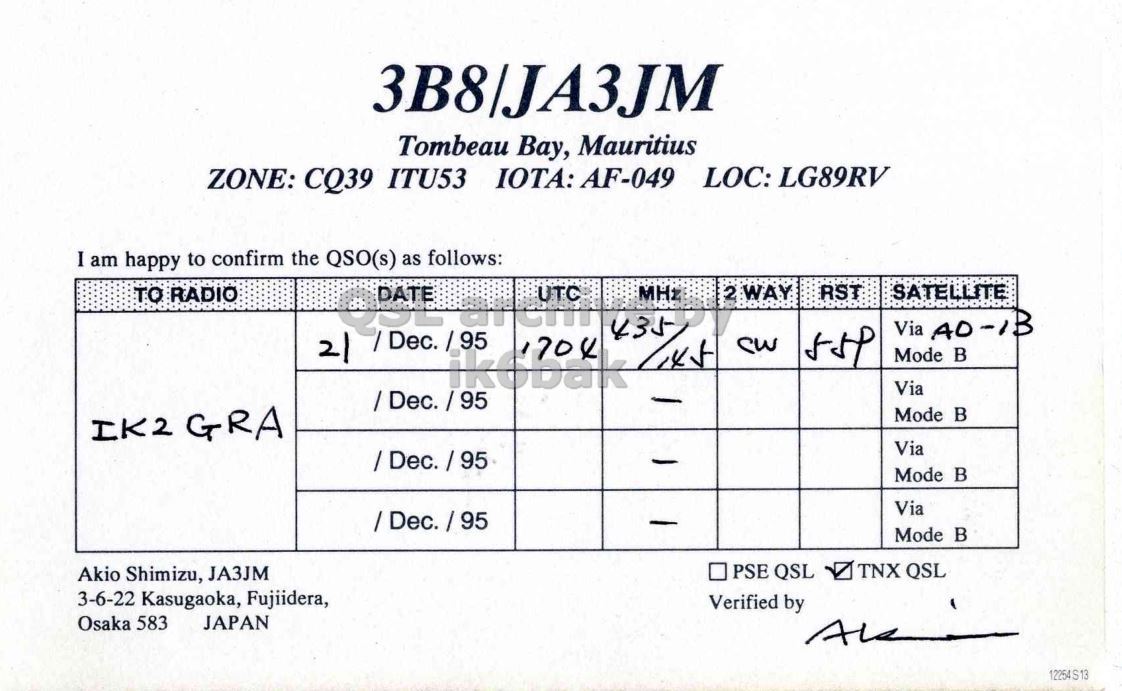 3B8/JA3JM
Tombeau Bay, Mauritius
ZONE: CQ39 ITU53 IOTA: AF-049 LOC: LG89RV
I am happy to confirm the QSO(s) as follows:
TO RADIO DATE UTC MHz 2 WAY RST SATELLITE
QSL archive by
ik6bak
IK2 GRA
21 / Dec. / 95 1704 435/145 CW 559 Via AO-13
Mode B
/ Dec. / 95 — Via
Mode B
/ Dec. / 95 — Via
Mode B
/ Dec. / 95 — Via
Mode B
Akio Shimizu, JA3JM
3-6-22 Kasugaoka, Fujiidera,
Osaka 583 JAPAN
PSE QSL TNX QSL
Verified by
12254 S 13